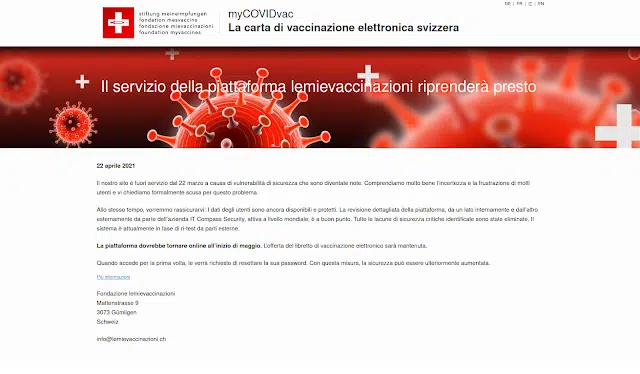 DE | FR | IT | EN
stiftung meineimpfungen
fondation mesvaccins
fondazione mievaccinazioni
foundation myvaccines
myCOVIDvac
La carta di vaccinazione elettronica svizzera
Il servizio della piattaforma lemievaccinazioni riprenderà presto
22 aprile 2021
Il nostro sito è fuori servizio dal 22 marzo a causa di vulnerabilità di sicurezza che sono diventate note. Comprendiamo molto bene l'incertezza e la frustrazione di molti
utenti e vi chiediamo formalmente scusa per questo problema.
Allo stesso tempo, vorremmo rassicurarvi: I dati degli utenti sono ancora disponibili e protetti. La revisione dettagliata della piattaforma, da un lato internamente e dall'altro
esternamente da parte dell'azienda IT Compass Security, attiva a livello mondiale, è a buon punto. Tutte le lacune di sicurezza critiche identificate sono state eliminate. Il
sistema è attualmente in fase di ri-test da parti esterne.
La piattaforma dovrebbe tornare online all'inizio di maggio. L'offerta del libretto di vaccinazione elettronico sarà mantenuta.
Quando accede per la prima volta, le verrà richiesto di resettare la sua password. Con questa misura, la sicurezza può essere ulteriormente aumentata.
Più informazioni
Fondazione lemievaccinazioni
Mattenstrasse 9
3073 Gümligen
Schweiz
info@lemievaccinazioni.ch